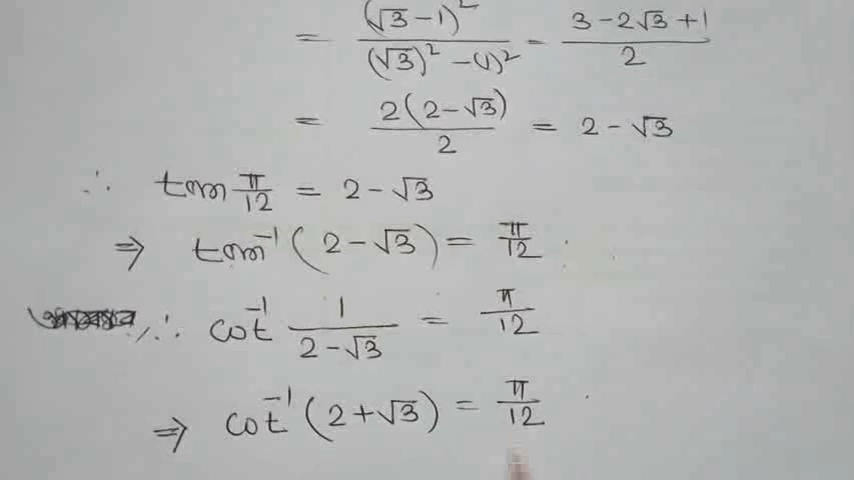 = (√3 - 1)² / (√3)² - (1)² = 3 - 2√3 + 1 / 2
= 2(2 - √3) / 2 = 2 - √3
∴ tan π/12 = 2 - √3
⇒ tan⁻¹(2 - √3) = π/12
∴ cot⁻¹ 1 / 2 - √3 = π/12
⇒ cot⁻¹(2 + √3) = π/12